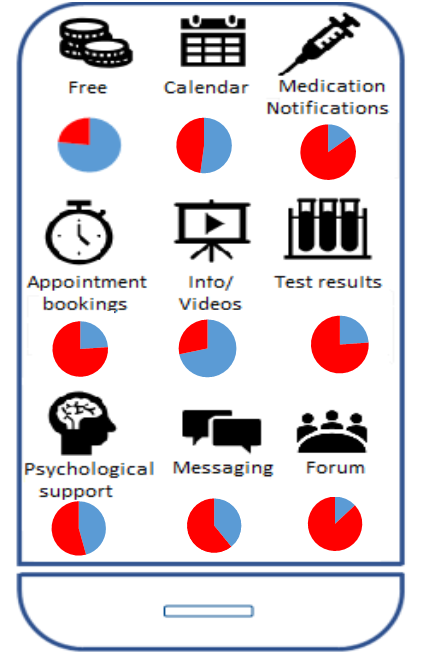 Free
Calendar
Medication
Notifications
Appointment
bookings
Info/
Videos
Test results
Psychological
support
Messaging
Forum